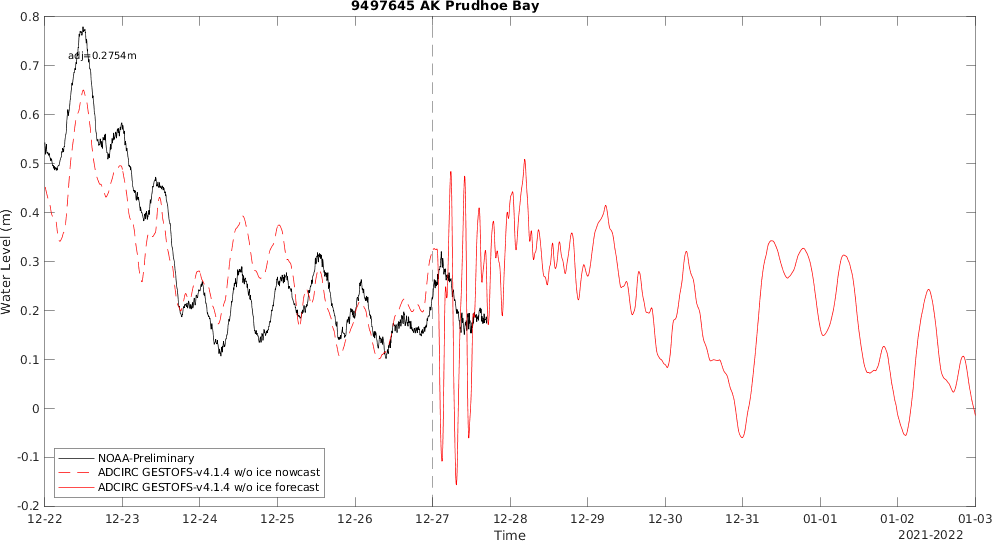 9497645 AK Prudhoe Bay
adj=0.2754m
0.8
0.7
0.6
0.5
0.4
0.3
0.2
0.1
0
-0.1
-0.2
Water Level (m)
NOAA-Preliminary
ADCIRC GESTOFS-v4.1.4 w/o ice nowcast
ADCIRC GESTOFS-v4.1.4 w/o ice forecast
12-22 12-23 12-24 12-25 12-26 12-27 12-28 12-29 12-30 12-31 01-01 01-02 01-03
Time
2021-2022